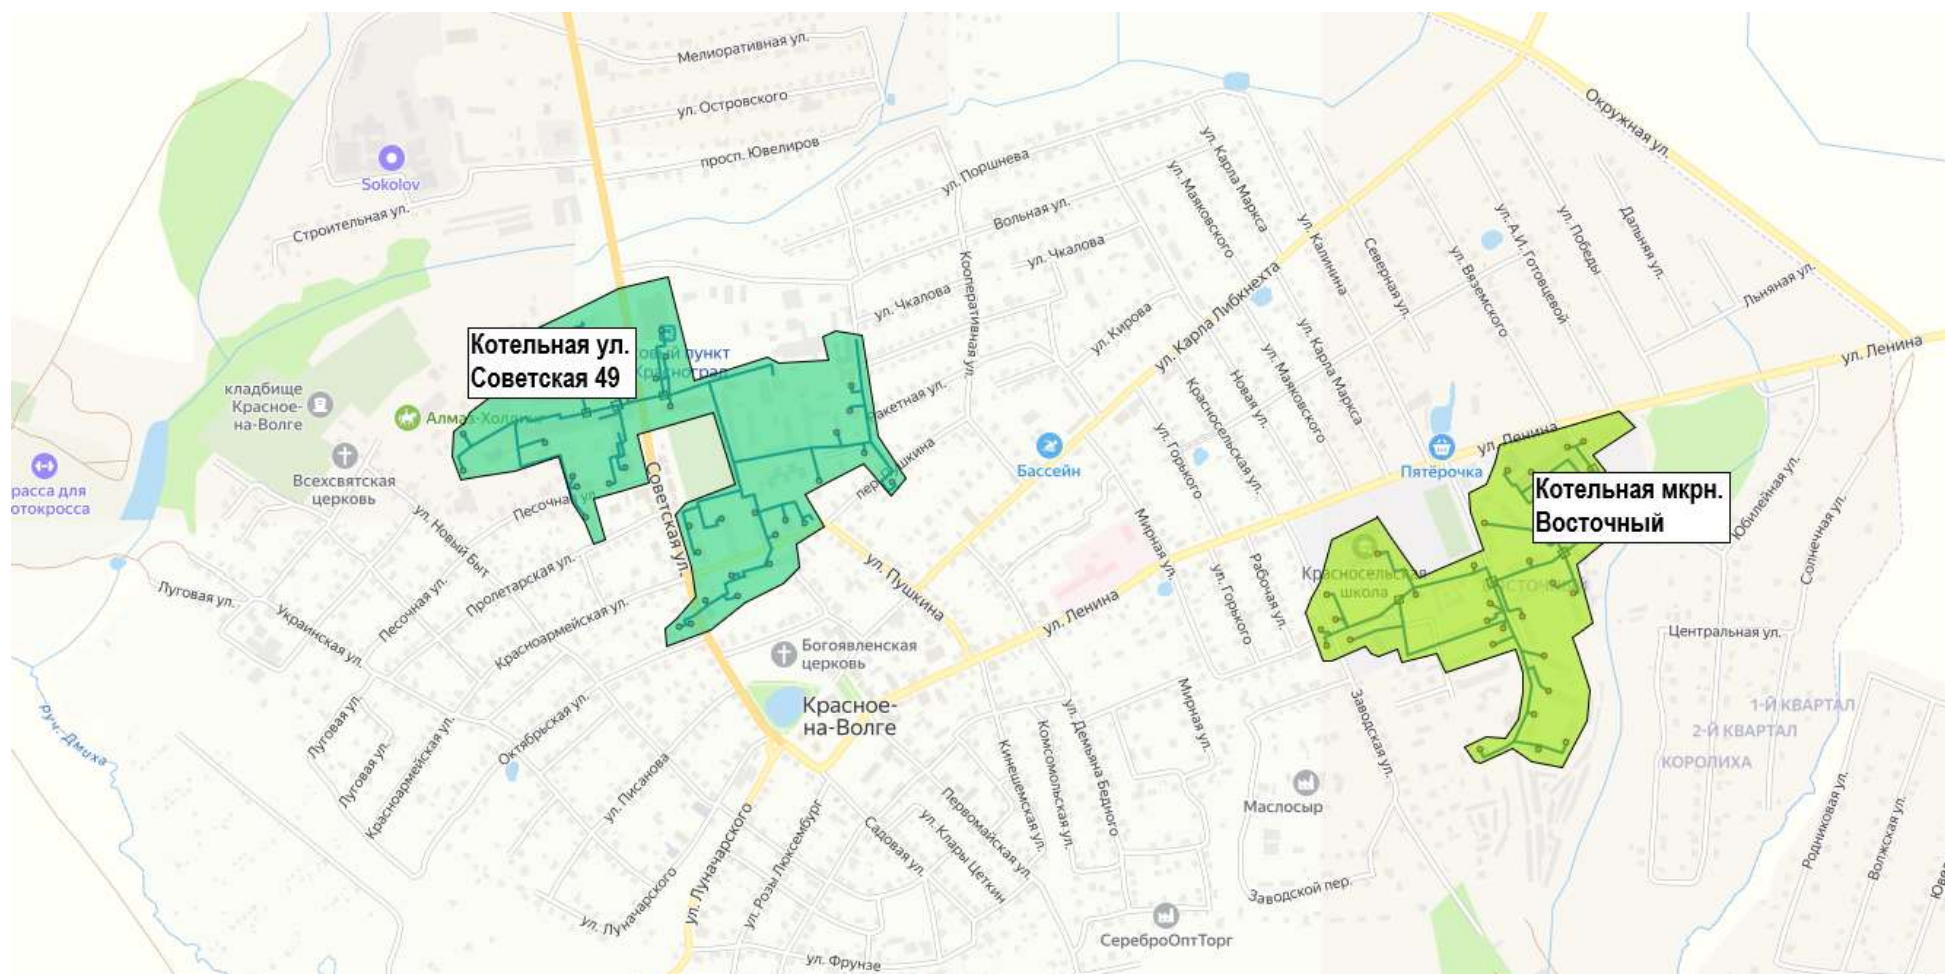 Мелиоративная ул.
ул. Островского
просп. Ювелиров
Sokolov
Строительная ул.
ул. Поршнева
Вольная ул.
ул. Чкалова
ул. Чкалова
Кооперативная ул.
ул. Кирова
ул. Карла Либкнехта
ул. Маяковского
ул. Карла Маркса
ул. Калинина
Северная ул.
ул. Вяземского
ул. А.И. Готовцевой
ул. Победы
Дальняя ул.
Окружная ул.
Льняная ул.
ул. Ленина
Котельная ул.
Советская 49
пункт
кладбище
Красное-
на-Волге
Алмаз-Холдинг
Всехсвятская
церковь
Ракетная ул.
Бассейн
Красносельская ул.
Новая ул.
ул. Маяковского
ул. Карла Маркса
ул. Горького
Пятёрочка
ул. Ленина
Котельная мкрн.
Восточный
Песочная ул.
Советская ул.
ул. Новый Быт
Пролетарская ул.
Песочная ул.
Красноармейская ул.
Луговая ул.
Украинская ул.
ул. Пушкина
Мирная ул.
ул. Ленина
ул. Горького
Рабочая ул.
Красносельская
школа
Юбилейная ул.
Солнечная ул.
Центральная ул.
Богоявленская
церковь
Красное-
на-Волге
руч. Дмиха
Луговая ул.
Луговая ул.
Красноармейская ул.
Октябрьская ул.
ул. Писанова
ул. Луначарского
ул. Луначарского
ул. Розы Люксембург
Садовая ул.
ул. Клары Цеткин
Первомайская ул.
Кинешемская ул.
Комсомольская ул.
ул. Демьяна Бедного
Мирная ул.
Заводская ул.
Маслосыр
Заводской пер.
СереброОптТорг
ул. Фрунзе
1-Й КВАРТАЛ
2-Й КВАРТАЛ
КОРОЛИХА
Родниковая ул.
Волжская ул.